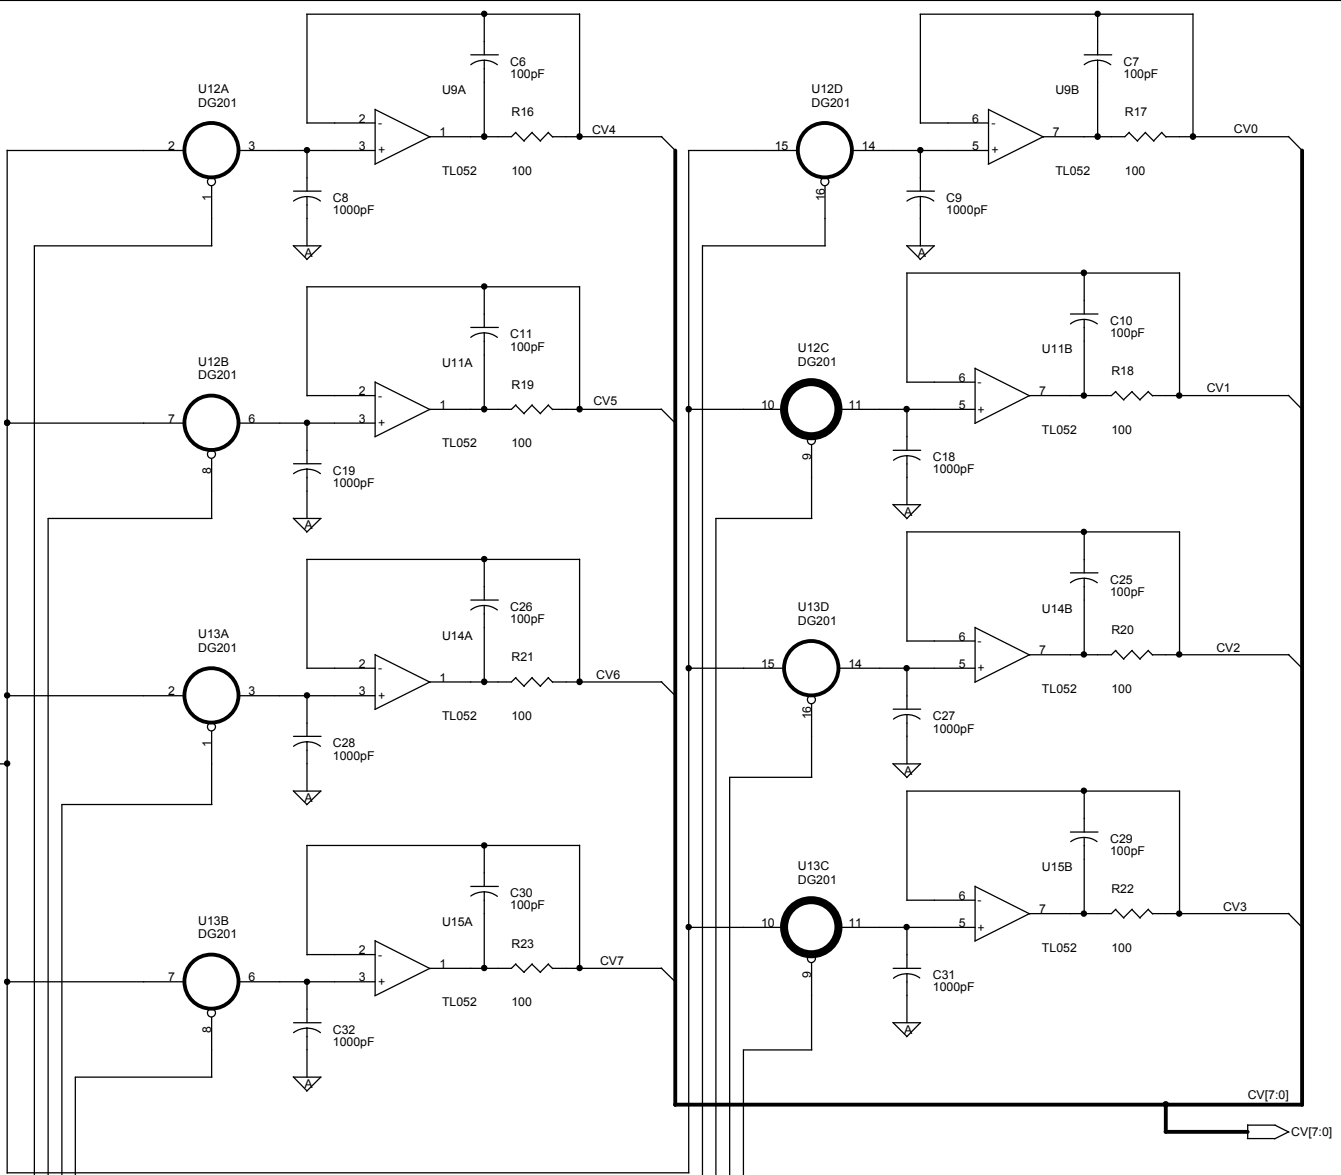 U12A
DG201
2
3
1
C8
1000pF
A
2
-
3
+
U9A
1
TL052
C6
100pF
R16
100
CV4
U12D
DG201
15
14
16
C9
1000pF
A
6
-
5
+
U9B
7
TL052
C7
100pF
R17
100
CV0
U12B
DG201
7
6
8
C19
1000pF
A
2
-
3
+
U11A
1
TL052
C11
100pF
R19
100
CV5
U12C
DG201
10
11
9
C18
1000pF
A
6
-
5
+
U11B
7
TL052
C10
100pF
R18
100
CV1
U13A
DG201
2
3
1
C28
1000pF
A
2
-
3
+
U14A
1
TL052
C26
100pF
R21
100
CV6
U13D
DG201
15
14
16
C27
1000pF
A
6
-
5
+
U14B
7
TL052
C25
100pF
R20
100
CV2
U13B
DG201
7
6
8
C32
1000pF
A
2
-
3
+
U15A
1
TL052
C30
100pF
R23
100
CV7
U13C
DG201
10
11
9
C31
1000pF
A
6
-
5
+
U15B
7
TL052
C29
100pF
R22
100
CV3
CV[7:0]
CV[7:0]